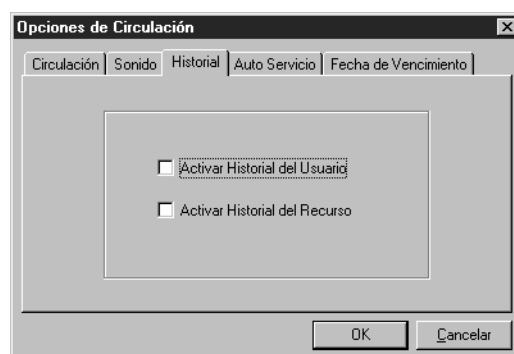 Opciones de Circulación
Circulación Sonido Historial Auto Servicio Fecha de Vencimiento
Activar Historial del Usuario
Activar Historial del Recurso
OK Cancelar